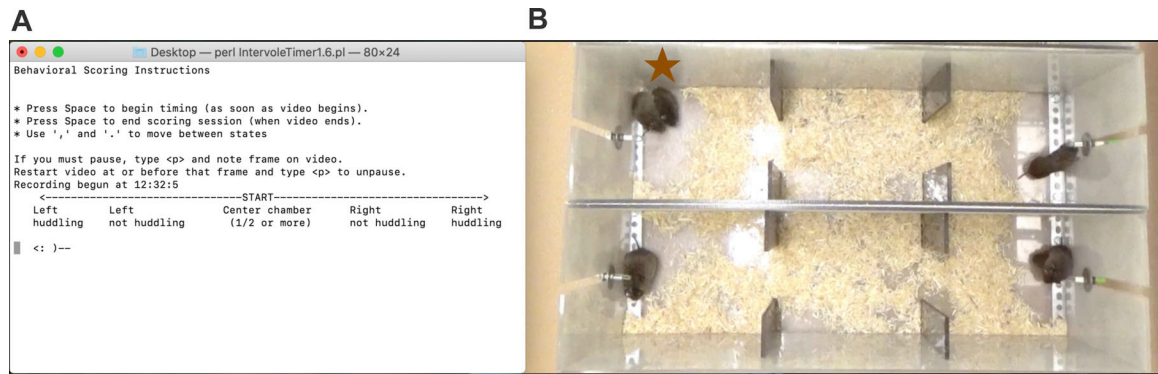 A
B
Desktop — perl IntervoleTimer1.6.pl — 80×24
Behavioral Scoring Instructions
* Press Space to begin timing (as soon as video begins).
* Press Space to end scoring session (when video ends).
* Use ',' and '.' to move between states
If you must pause, type <p> and note frame on video.
Restart video at or before that frame and type <p> to unpause.
Recording begun at 12:32:5
<--------------------------------START---------------------------------->
Left Left Center chamber Right Right
huddling not huddling (1/2 or more) not huddling huddling
<: )--